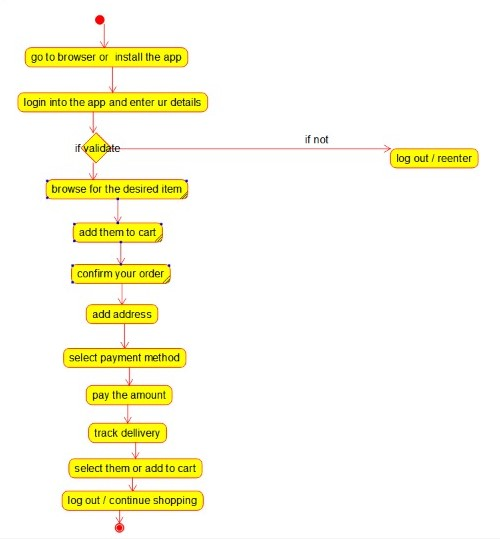 go to browser or  install the app
login into the app and enter ur details
if validate
if not
log out / reenter
browse for the desired item
add them to cart
confirm your order
add address
select payment method
pay the amount
track dellivery
select them or add to cart
log out / continue shopping